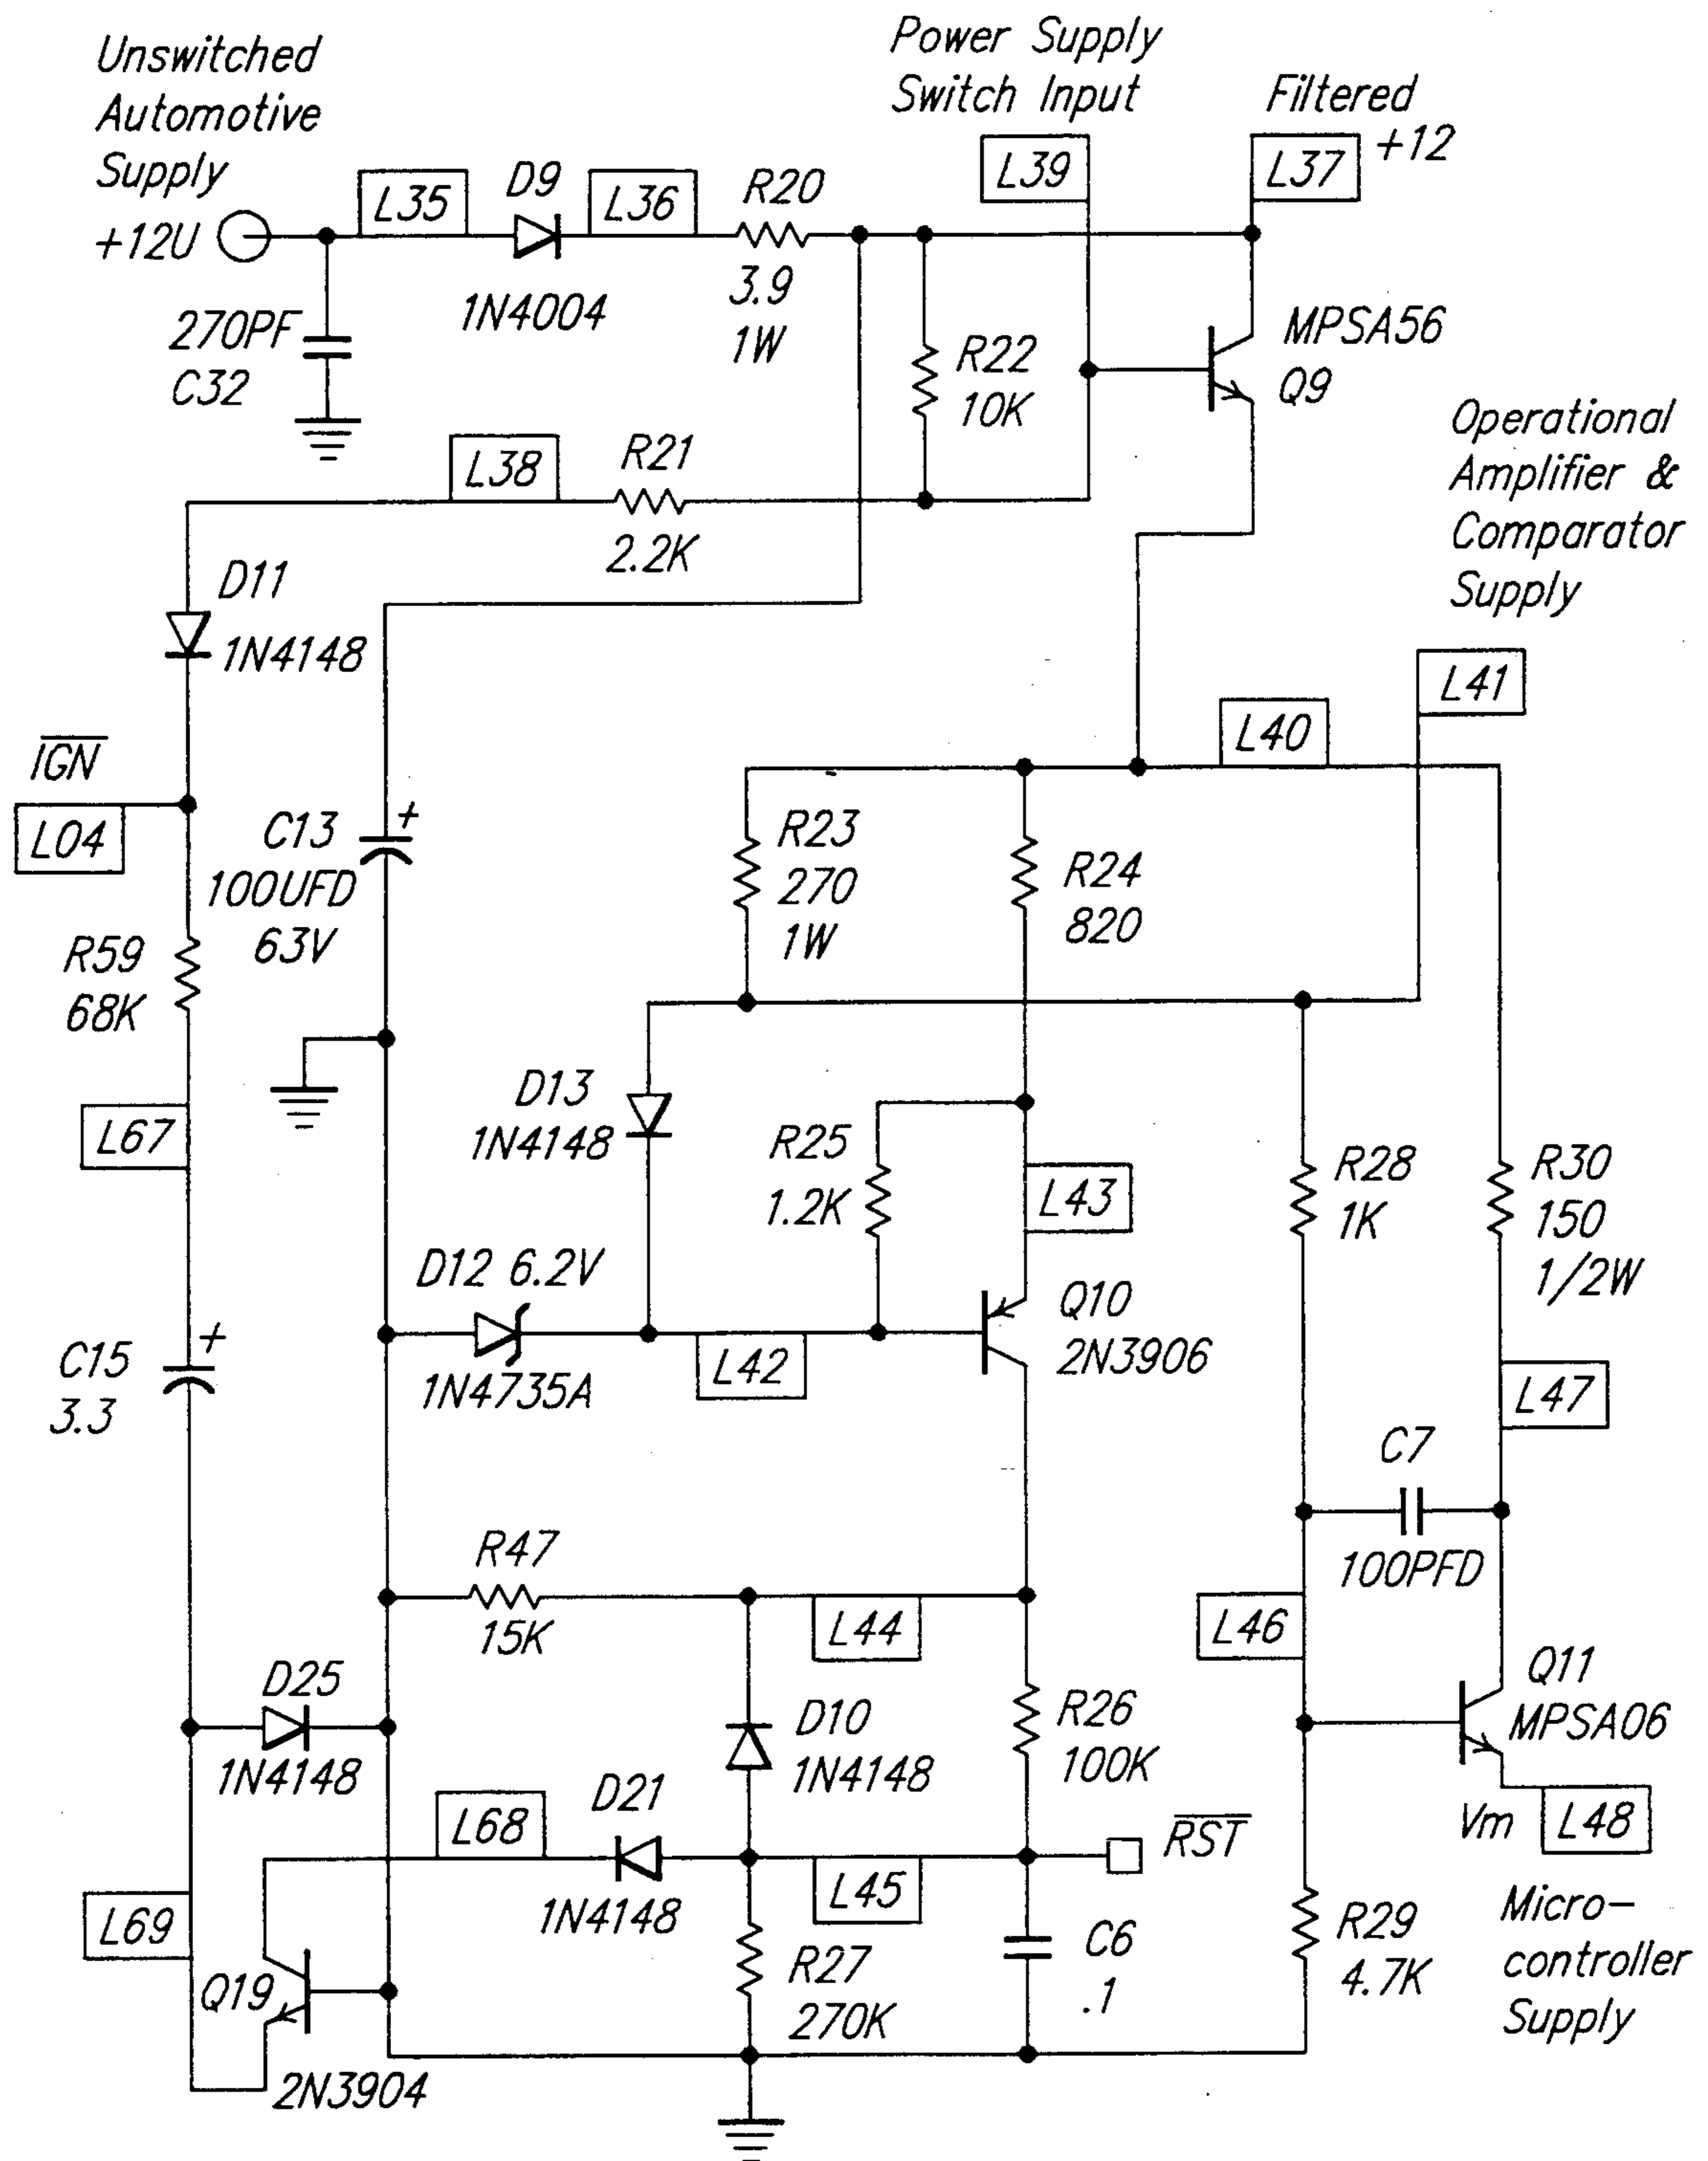 Unswitched
Automotive
Supply
+12U
Power Supply
Switch Input
Filtered
+12
L35
D9
1N4004
L36
R20
3.9
1W
L39
L37
270PF
C32
R22
10K
MPSA56
Q9
L38
R21
2.2K
Operational
Amplifier &
Comparator
Supply
D11
1N4148
L41
L40
IGN
L04
C13
+
100UFD
63V
R23
270
1W
R24
820
R59
68K
L67
D13
1N4148
R25
1.2K
L43
R28
1K
R30
150
1/2W
D12 6.2V
1N4735A
L42
Q10
2N3906
C15
+
3.3
L47
C7
100PFD
R47
15K
L44
L46
D25
1N4148
D10
1N4148
R26
100K
Q11
MPSA06
L68
D21
1N4148
L45
RST
Vm
L48
L69
Q19
2N3904
R27
270K
C6
.1
R29
4.7K
Micro-
controller
Supply